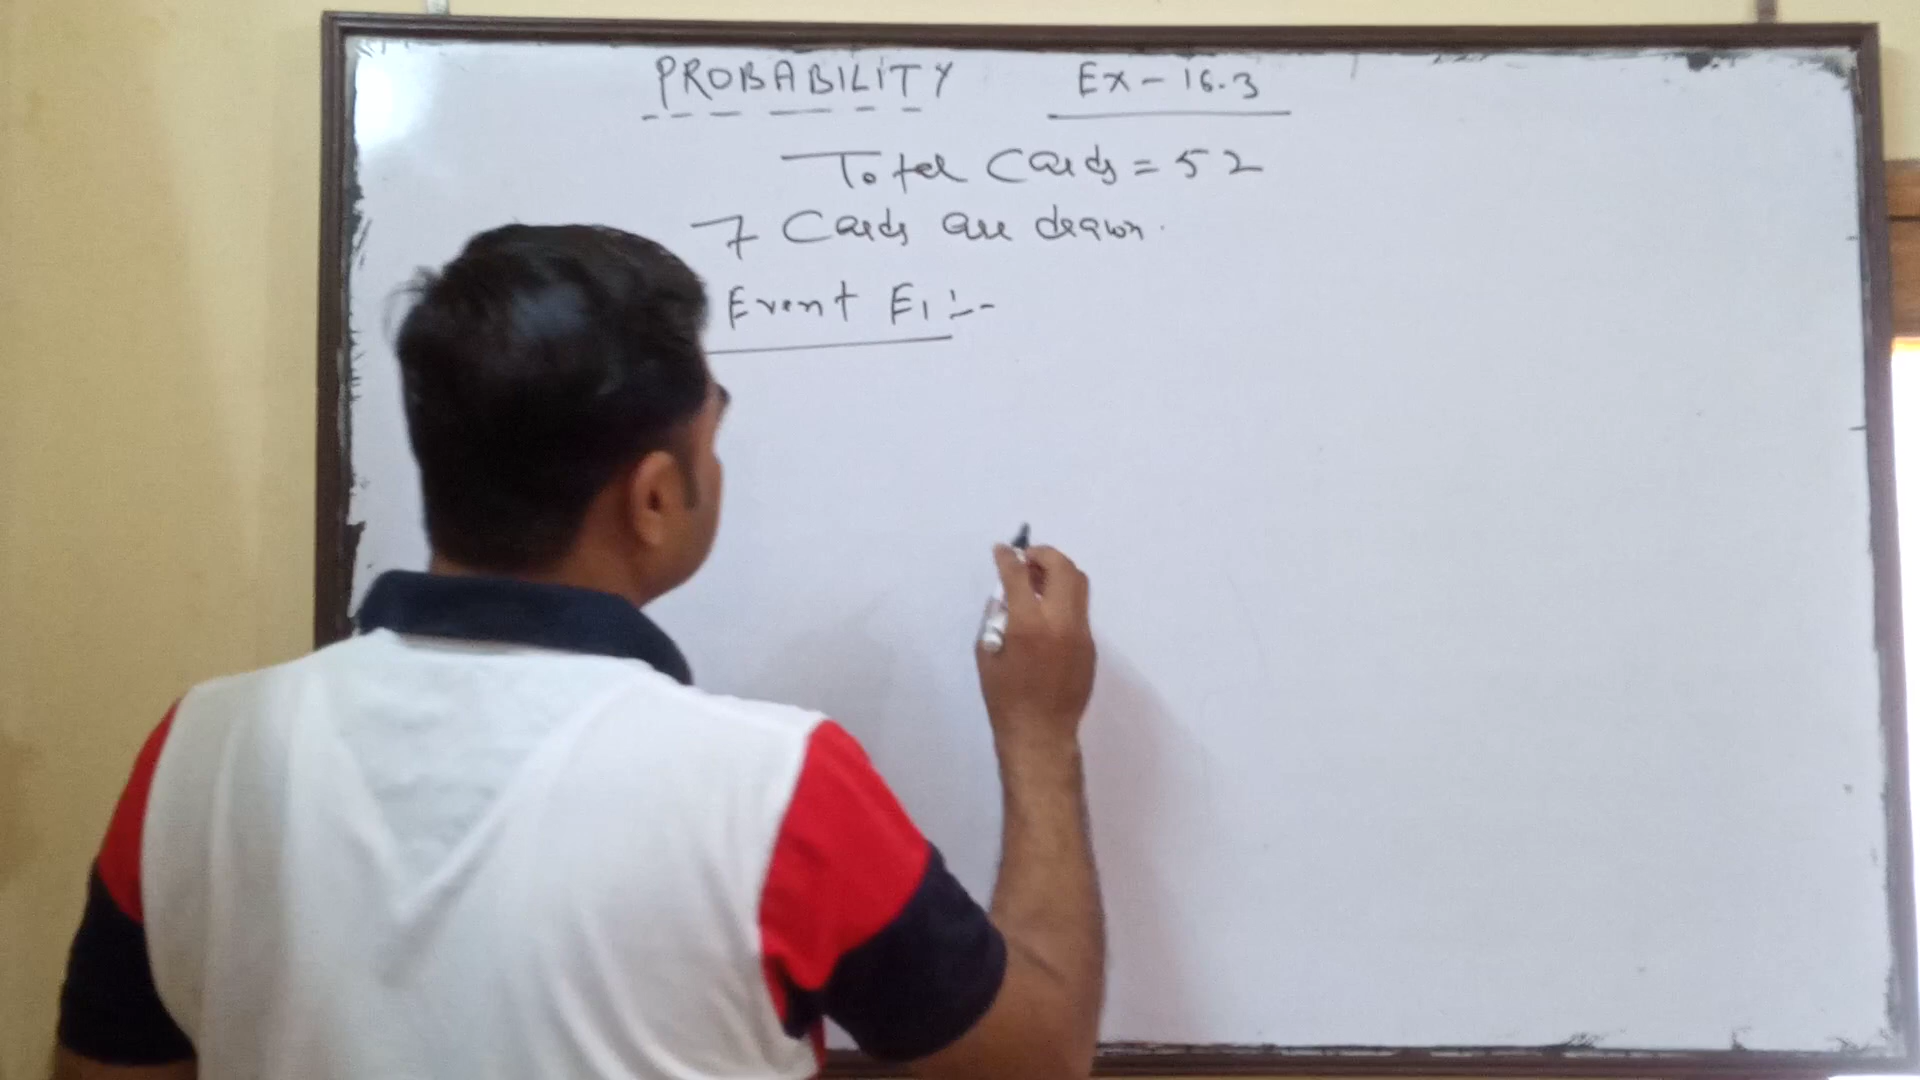 PROBABILITY Ex - 16.3
Total Cards = 52
7 Cards are drawn.
Event E1 :-